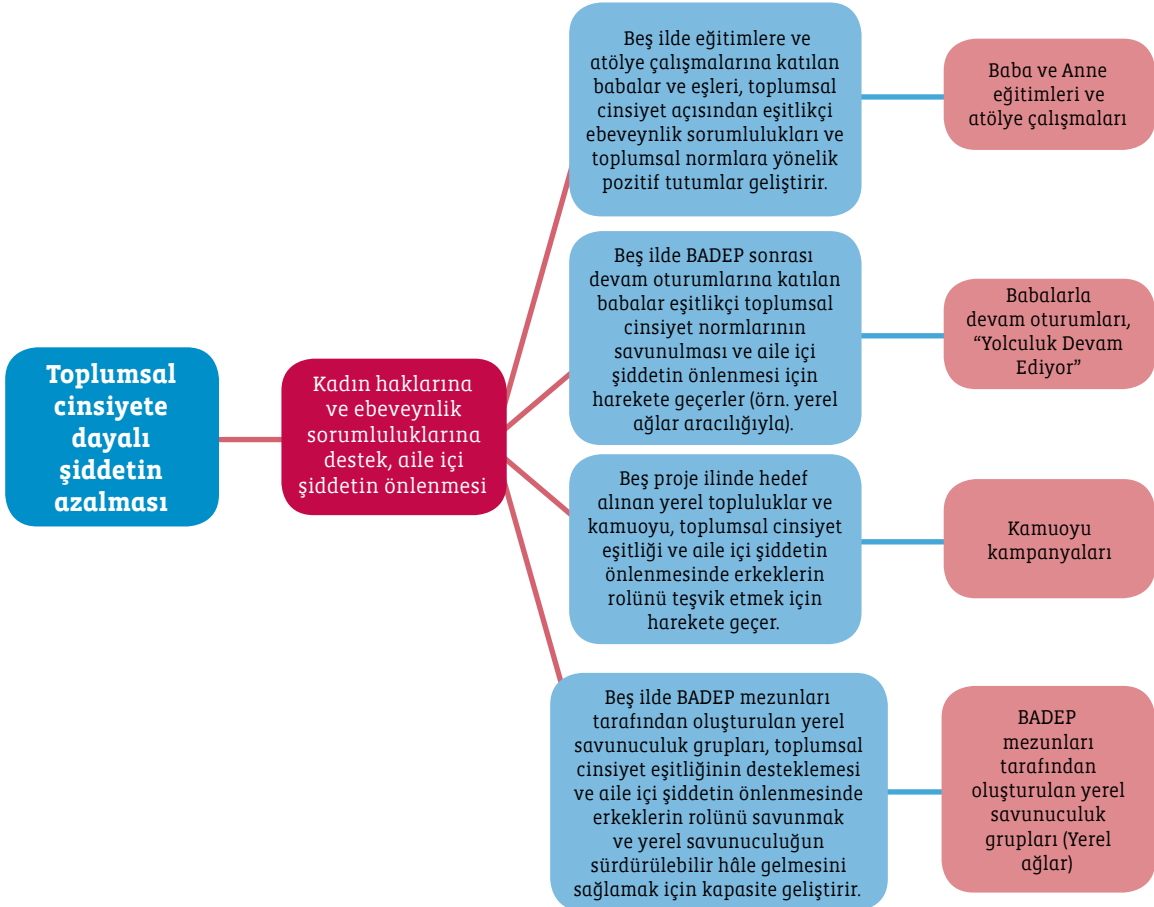 Toplumsal
cinsiyete
dayalı
şiddetin
azalması
Kadın haklarına
ve ebeveynlik
sorumluluklarına
destek, aile içi
şiddetin önlenmesi
Beş ilde eğitimlere ve
atölye çalışmalarına katılan
babalar ve eşleri, toplumsal
cinsiyet açısından eşitlikçi
ebeveynlik sorumlulukları ve
toplumsal normlara yönelik
pozitif tutumlar geliştirir.
Baba ve Anne
eğitimleri ve
atölye çalışmaları
Beş ilde BADEP sonrası
devam oturumlarına katılan
babalar eşitlikçi toplumsal
cinsiyet normlarının
savunulması ve aile içi
şiddetin önlenmesi için
harekete geçerler (örn. yerel
ağlar aracılığıyla).
Babalarla
devam oturumları,
“Yolculuk Devam
Ediyor”
Beş proje ilinde hedef
alınan yerel topluluklar ve
kamuoyu, toplumsal cinsiyet
eşitliği ve aile içi şiddetin
önlenmesinde erkeklerin
rolünü teşvik etmek için
harekete geçer.
Kamuoyu
kampanyaları
Beş ilde BADEP mezunları
tarafından oluşturulan yerel
savunuculuk grupları, toplumsal
cinsiyet eşitliğinin desteklemesi
ve aile içi şiddetin önlenmesinde
erkeklerin rolünü savunmak
ve yerel savunuculuğun
sürdürülebilir hâle gelmesini
sağlamak için kapasite geliştirir.
BADEP
mezunları
tarafından
oluşturulan yerel
savunuculuk
grupları (Yerel
ağlar)